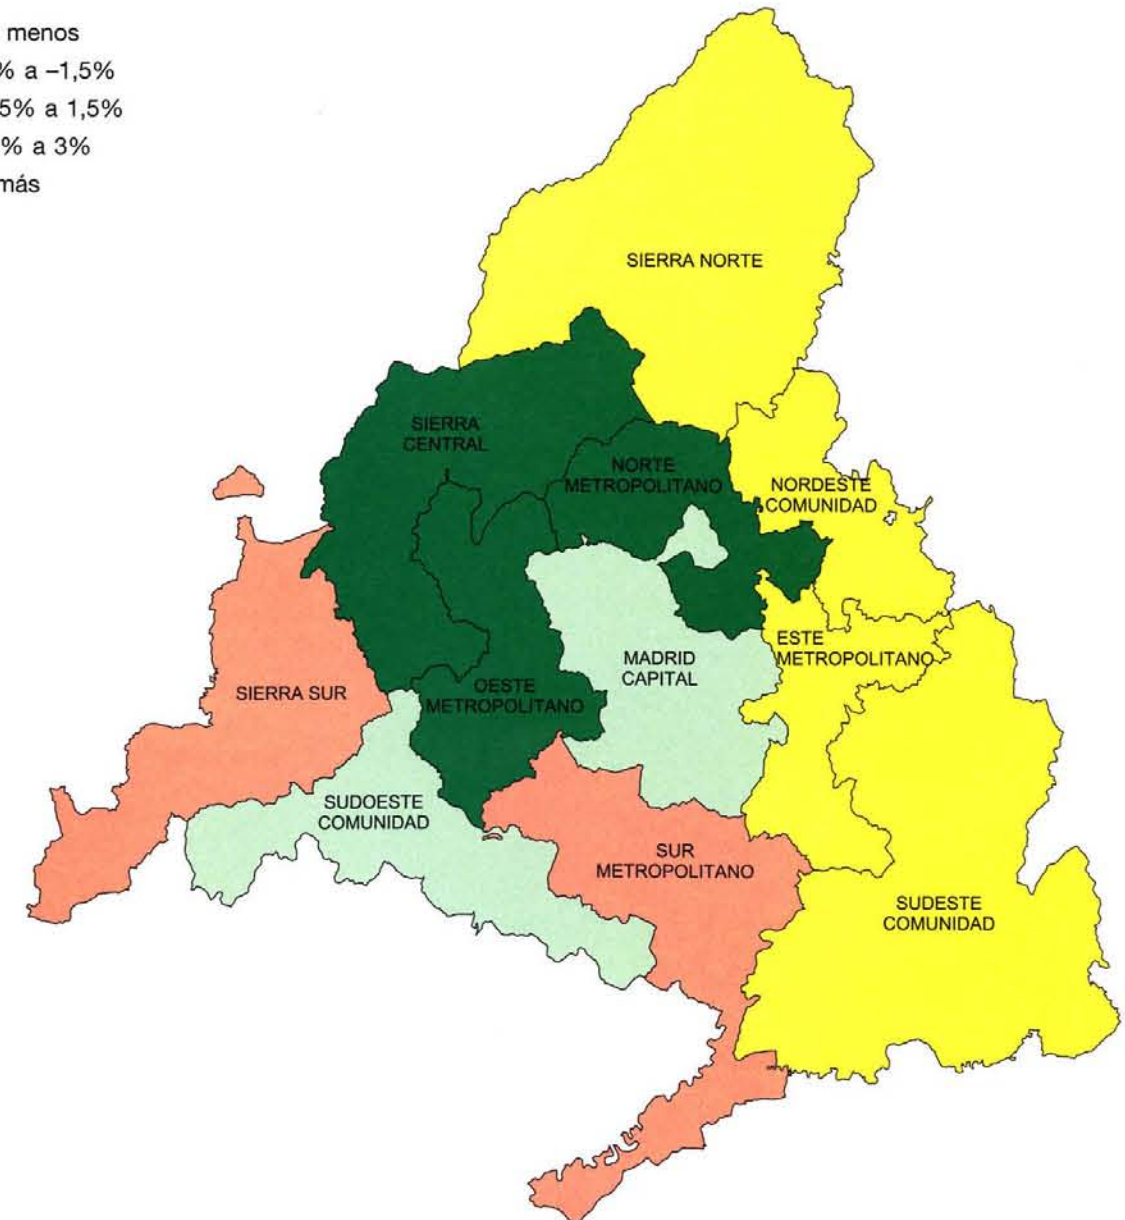 menos
% a –1,5%
5% a 1,5%
% a 3%
más
SIERRA NORTE
SIERRA
CENTRAL
NORTE
METROPOLITANO
NORDESTE
COMUNIDAD
ESTE
METROPOLITANO
MADRID
CAPITAL
OESTE
METROPOLITANO
SIERRA SUR
SUDOESTE
COMUNIDAD
SUR
METROPOLITANO
SUDESTE
COMUNIDAD